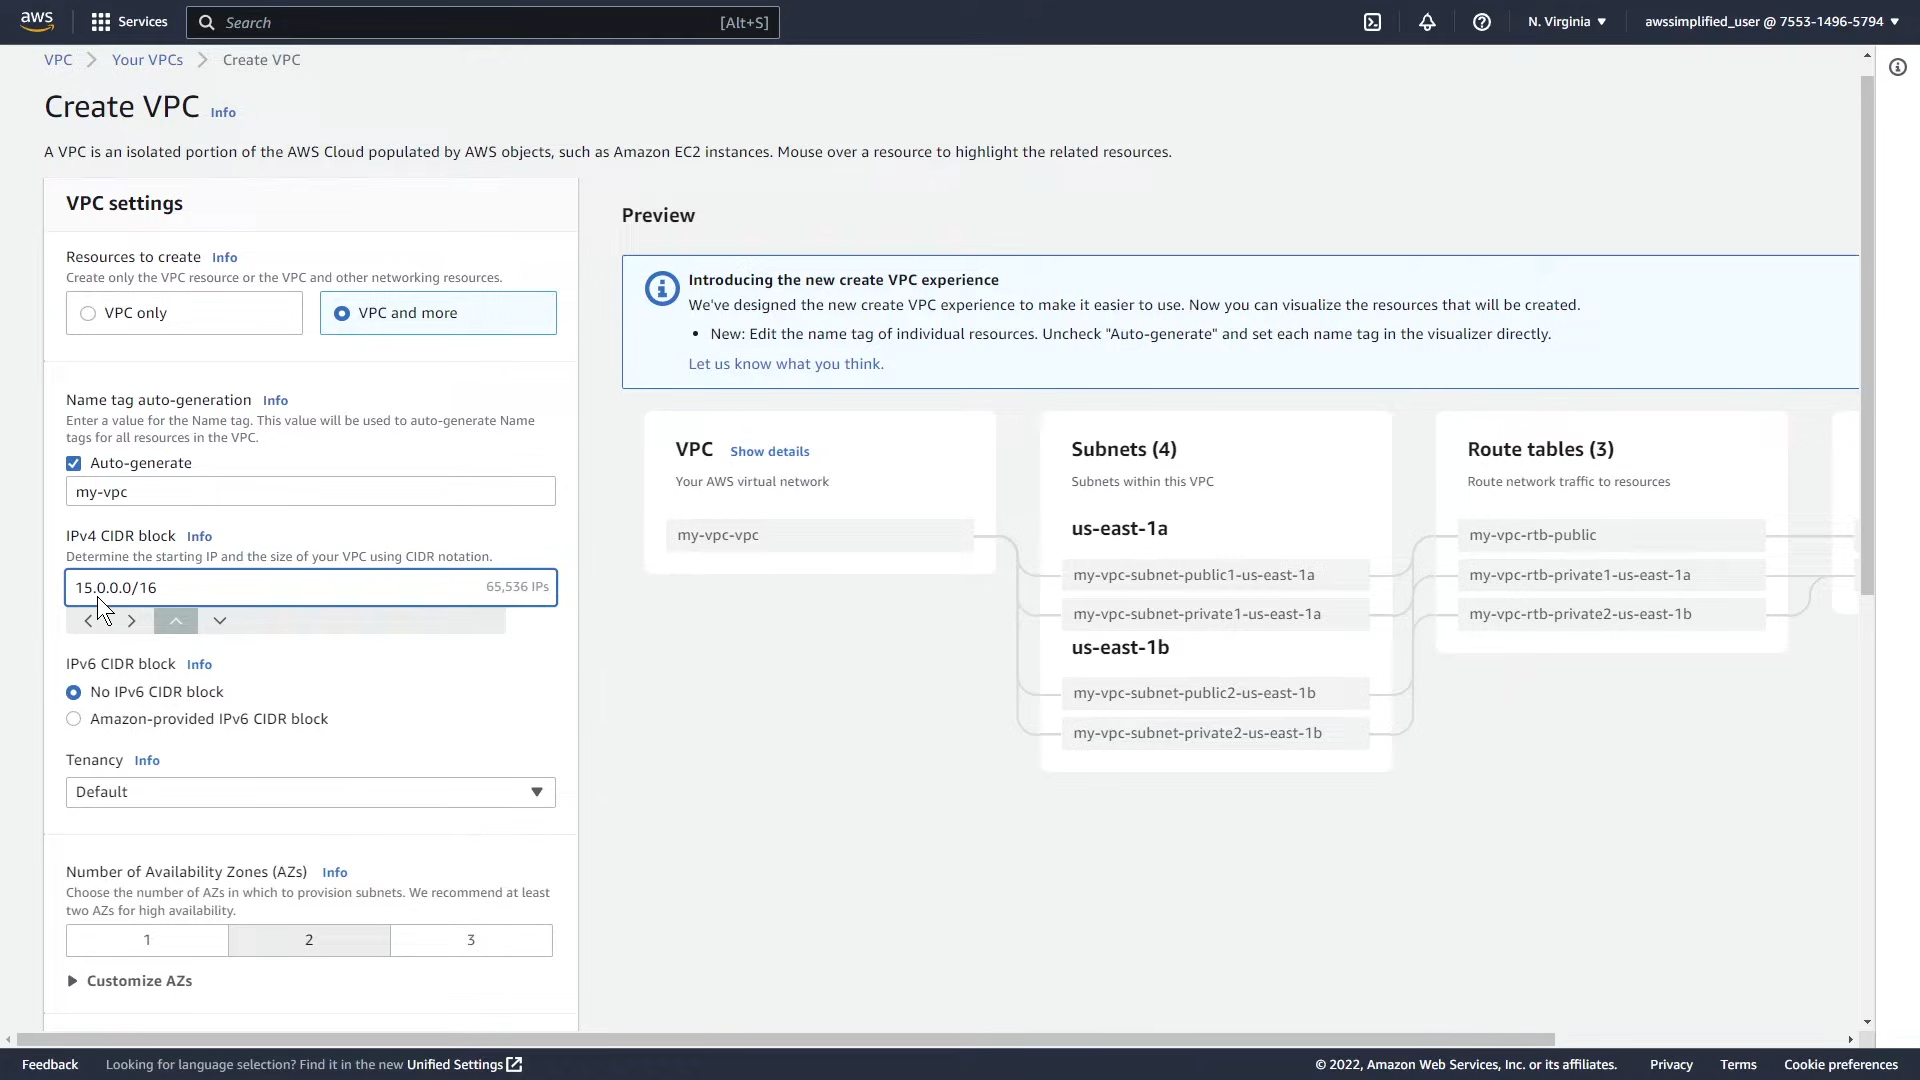 aws
Services
Search
[Alt+S]
N. Virginia
awssimplified_user @ 7553-1496-5794
VPC
Your VPCs
Create VPC
Create VPC Info
A VPC is an isolated portion of the AWS Cloud populated by AWS objects, such as Amazon EC2 instances. Mouse over a resource to highlight the related resources.
VPC settings
Resources to create Info
Create only the VPC resource or the VPC and other networking resources.
VPC only
VPC and more
Name tag auto-generation Info
Enter a value for the Name tag. This value will be used to auto-generate Name
tags for all resources in the VPC.
Auto-generate
my-vpc
IPv4 CIDR block Info
Determine the starting IP and the size of your VPC using CIDR notation.
15.0.0.0/16
65,536 IPs
IPv6 CIDR block Info
No IPv6 CIDR block
Amazon-provided IPv6 CIDR block
Tenancy Info
Default
Number of Availability Zones (AZs) Info
Choose the number of AZs in which to provision subnets. We recommend at least
two AZs for high availability.
1
2
3
Customize AZs
Preview
Introducing the new create VPC experience
We've designed the new create VPC experience to make it easier to use. Now you can visualize the resources that will be created.
• New: Edit the name tag of individual resources. Uncheck "Auto-generate" and set each name tag in the visualizer directly.
Let us know what you think.
VPC Show details
Your AWS virtual network
my-vpc-vpc
Subnets (4)
Subnets within this VPC
us-east-1a
my-vpc-subnet-public1-us-east-1a
my-vpc-subnet-private1-us-east-1a
us-east-1b
my-vpc-subnet-public2-us-east-1b
my-vpc-subnet-private2-us-east-1b
Route tables (3)
Route network traffic to resources
my-vpc-rtb-public
my-vpc-rtb-private1-us-east-1a
my-vpc-rtb-private2-us-east-1b
Feedback
Looking for language selection? Find it in the new Unified Settings
© 2022, Amazon Web Services, Inc. or its affiliates.
Privacy
Terms
Cookie preferences